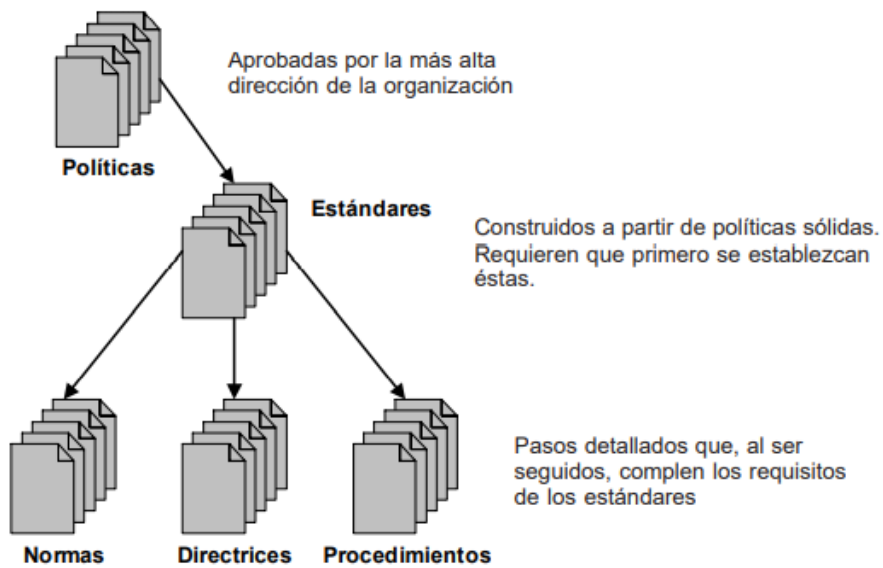 Aprobadas por la más alta
dirección de la organización
Políticas
Estándares
Construidos a partir de políticas sólidas.
Requieren que primero se establezcan
éstas.
Pasos detallados que, al ser
seguidos, complen los requisitos
de los estándares
Normas
Directrices
Procedimientos